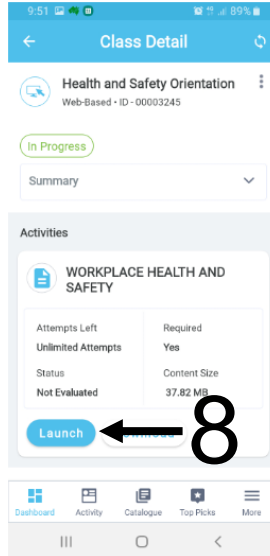 9:51 89%
Class Detail
Health and Safety Orientation
Web-Based • ID - 00003245
In Progress
Summary
Activities
WORKPLACE HEALTH AND
SAFETY
Attempts Left Required
Unlimited Attempts Yes
Status Content Size
Not Evaluated 37.82 MB
Launch 8
Dashboard Activity Catalogue Top Picks More